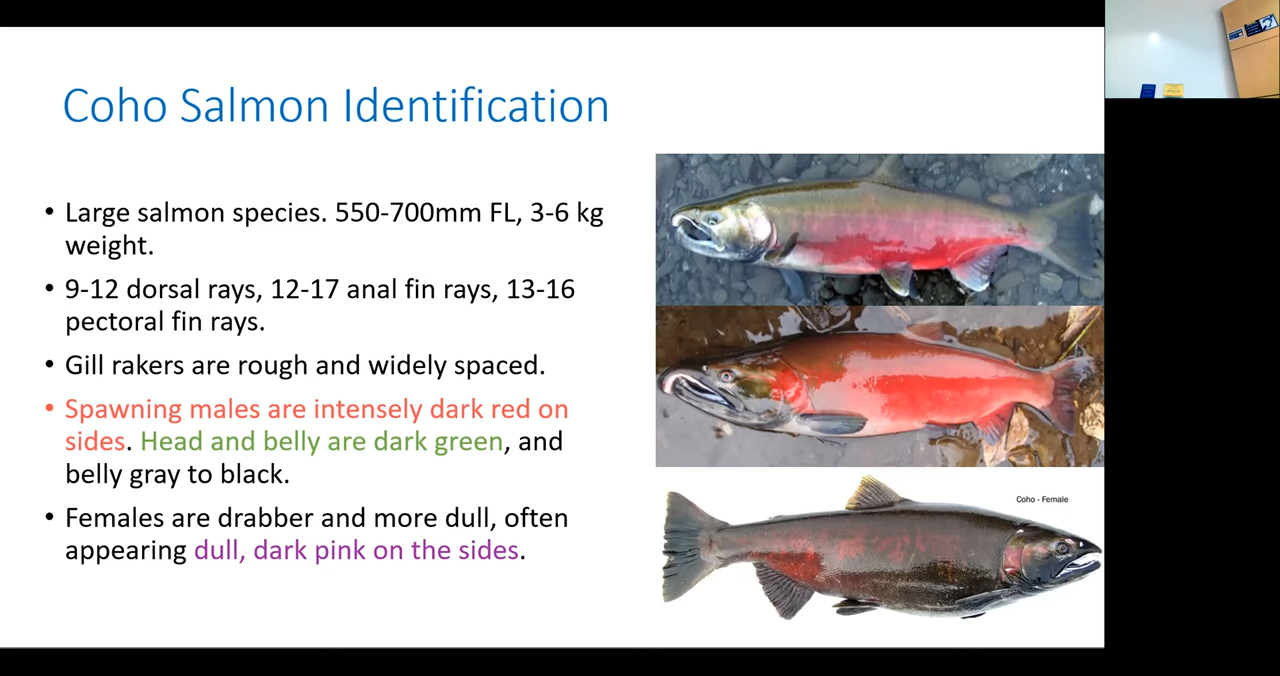 Coho Salmon Identification
• Large salmon species. 550-700mm FL, 3-6 kg
weight.
• 9-12 dorsal rays, 12-17 anal fin rays, 13-16
pectoral fin rays.
• Gill rakers are rough and widely spaced.
• Spawning males are intensely dark red on
sides. Head and belly are dark green, and
belly gray to black.
• Females are drabber and more dull, often
appearing dull, dark pink on the sides.
Coho - Female